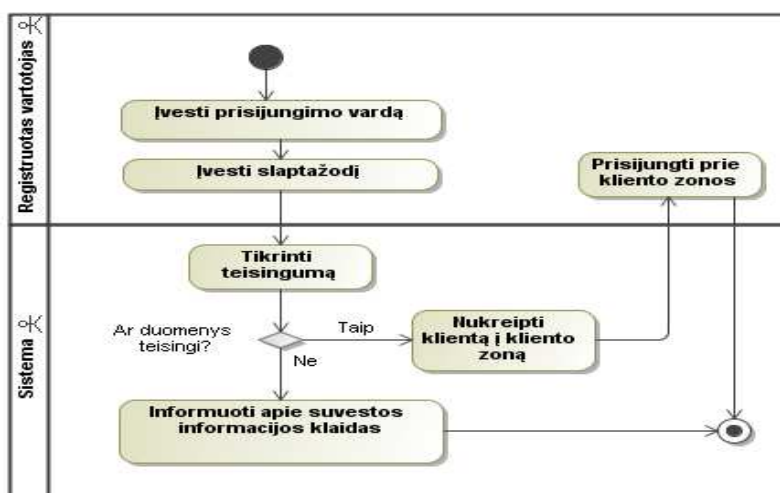 Registruotas vartotojas
Įvesti prisijungimo vardą
Įvesti slaptažodį
Prisijungti prie
kliento zonos
Sistema
Tikrinti
teisingumą
Ar duomenys
teisingi?
Taip
Ne
Nukreipti
klientą į kliento
zoną
Informuoti apie suvestos
informacijos klaidas